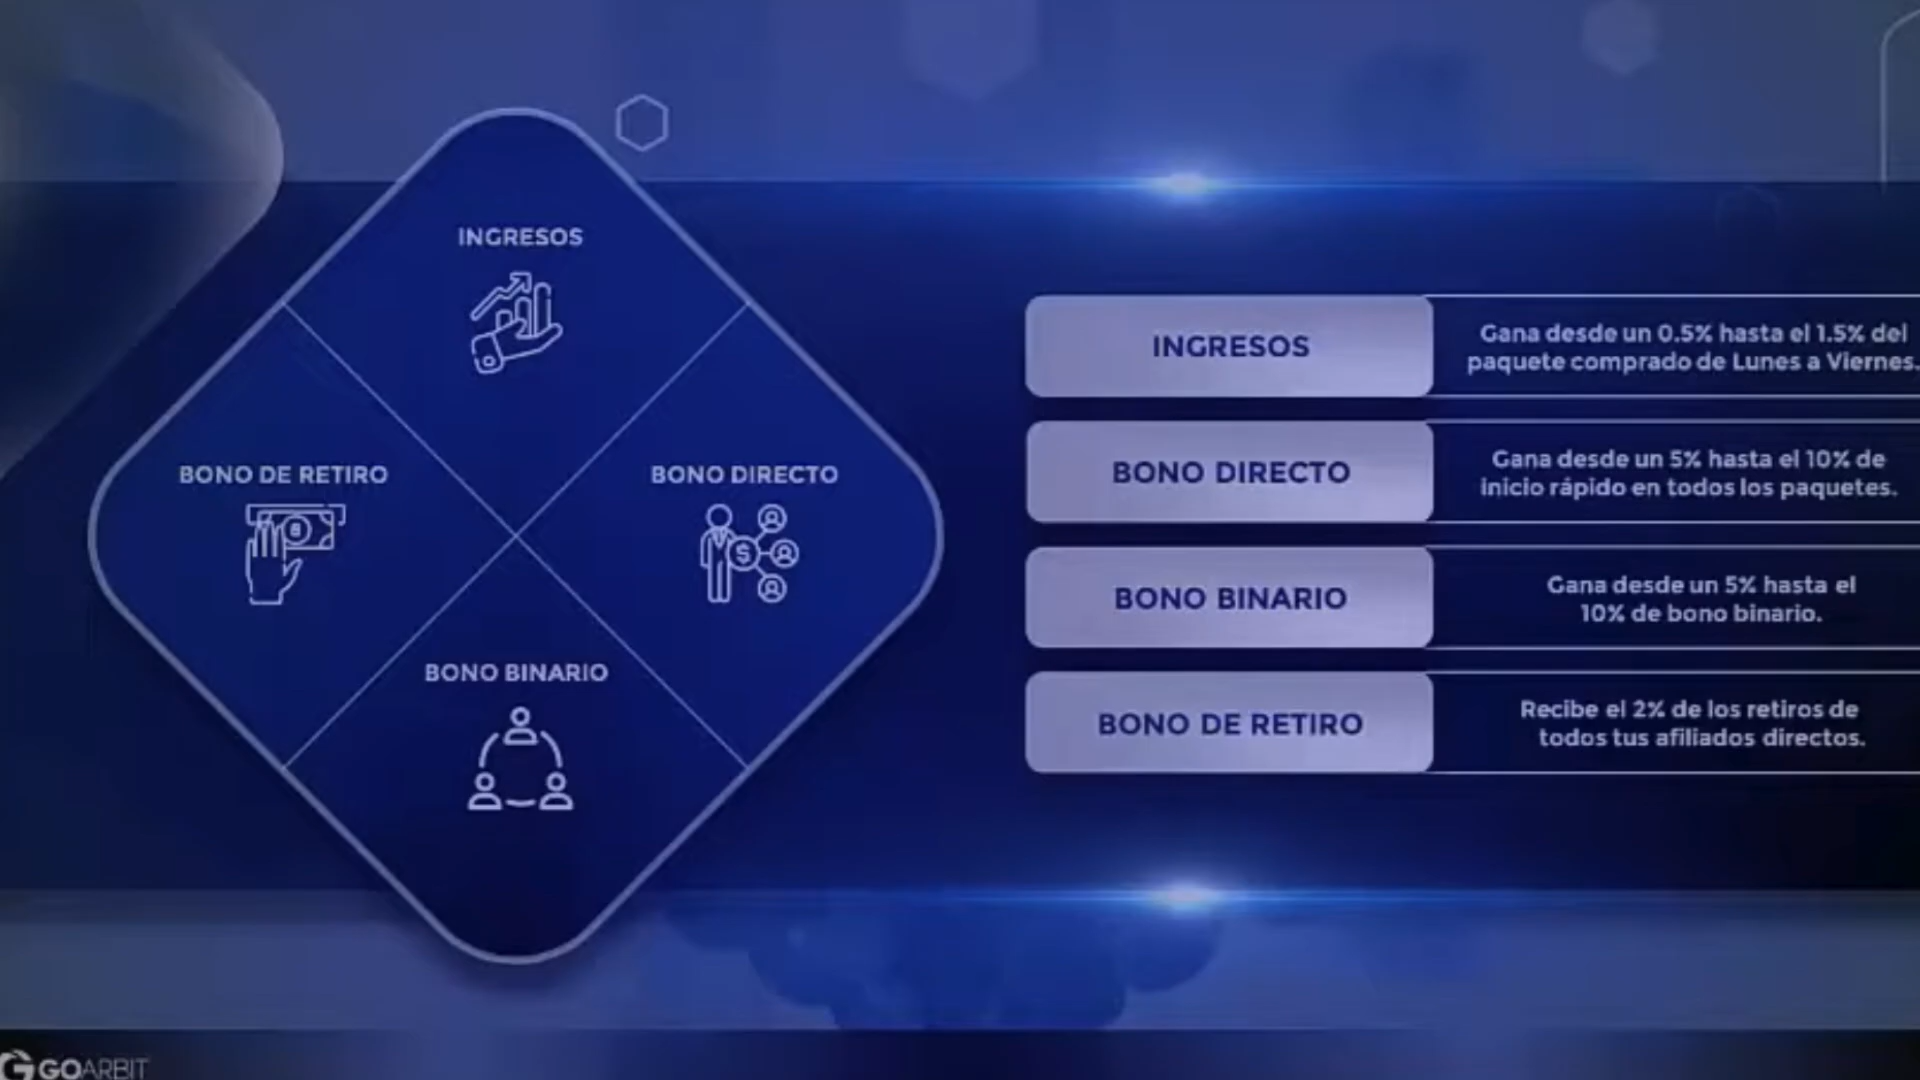 INGRESOS
BONO DE RETIRO
BONO DIRECTO
BONO BINARIO
INGRESOS
Gana desde un 0.5% hasta el 1.5% del
paquete comprado de Lunes a Viernes.
BONO DIRECTO
Gana desde un 5% hasta el 10% de
inicio rápido en todos los paquetes.
BONO BINARIO
Gana desde un 5% hasta el
10% de bono binario.
BONO DE RETIRO
Recibe el 2% de los retiros de
todos tus afiliados directos.
GOARBIT